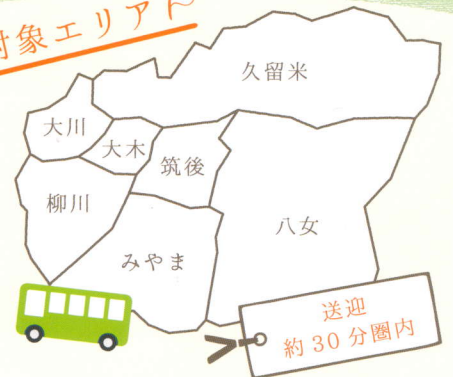 対象エリア
久留米
大川
大木
筑後
柳川
八女
みやま
送迎
約30分圏内